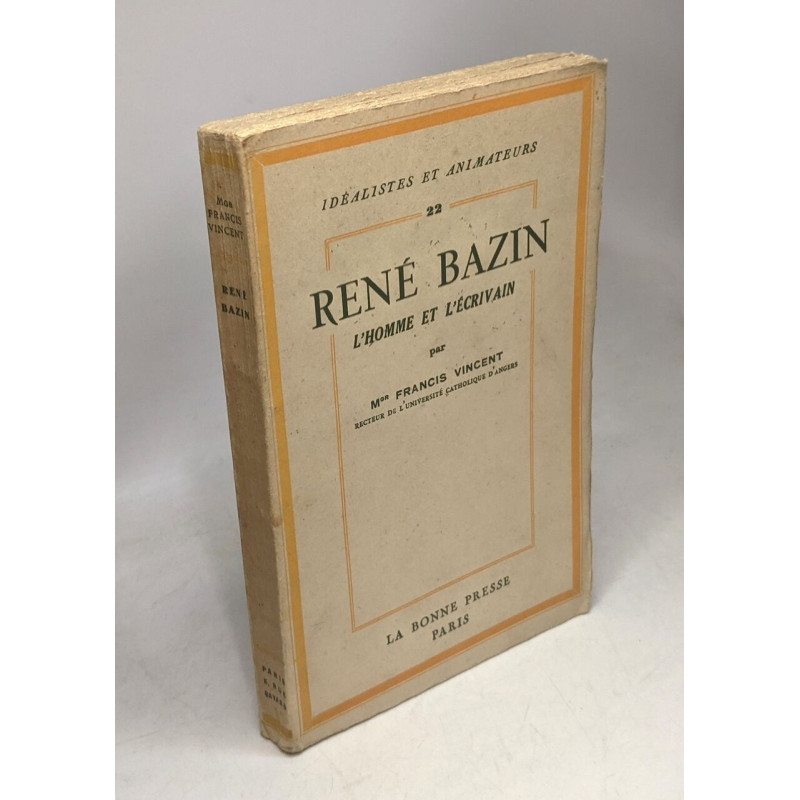 IDÉALISTES ET ANIMATEURS
22
RENÉ BAZIN
L'HOMME ET L'ÉCRIVAIN
par
Mgr FRANCIS VINCENT
RECTEUR DE L'UNIVERSITÉ CATHOLIQUE D'ANGERS
LA BONNE PRESSE
PARIS
Mgr
FRANCIS
VINCENT
RENÉ
BAZIN
PARIS